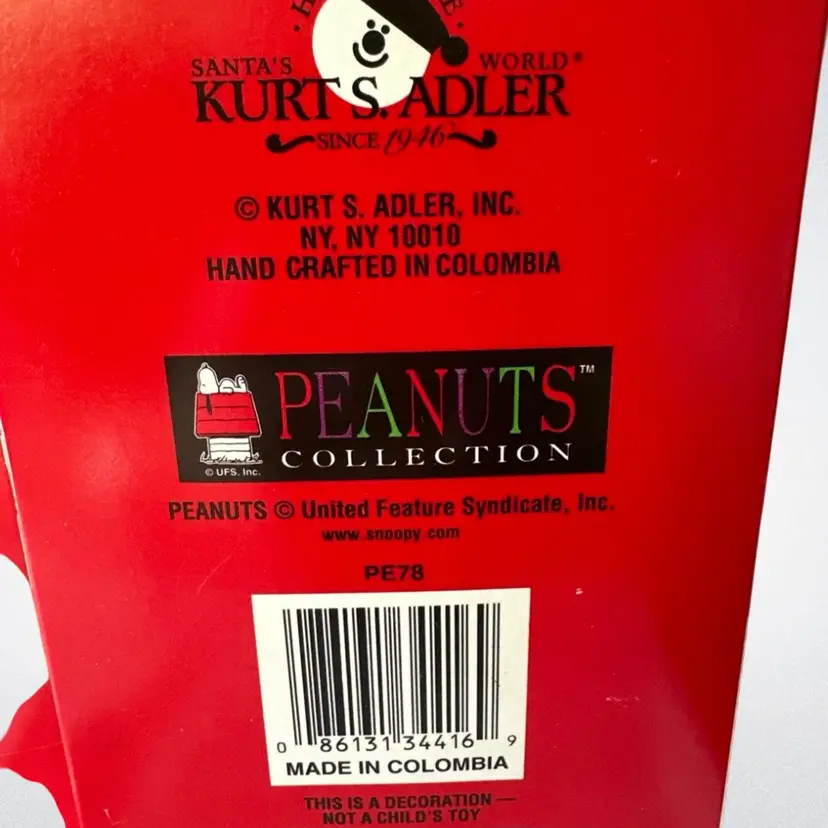 SANTA'S WORLD®
KURT S. ADLER
SINCE 1946
© KURT S. ADLER, INC.
NY, NY 10010
HAND CRAFTED IN COLOMBIA
PEANUTS™
COLLECTION
© UFS, Inc.
PEANUTS © United Feature Syndicate, Inc.
www.snoopy.com
PE78
0 86131 34416 9
MADE IN COLOMBIA
THIS IS A DECORATION —
NOT A CHILD'S TOY